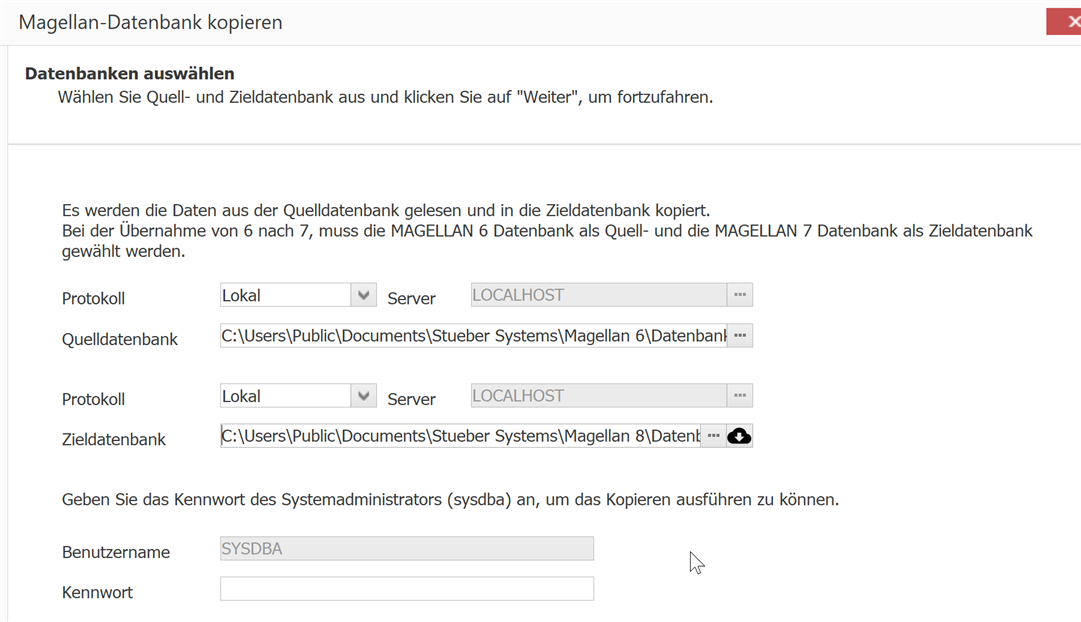 Magellan-Datenbank kopieren
Datenbanken auswählen
Wählen Sie Quell- und Zieldatenbank aus und klicken Sie auf "Weiter", um fortzufahren.
Es werden die Daten aus der Quelldatenbank gelesen und in die Zieldatenbank kopiert.
Bei der Übernahme von 6 nach 7, muss die MAGELLAN 6 Datenbank als Quell- und die MAGELLAN 7 Datenbank als Zieldatenbank
gewählt werden.
Protokoll Lokal Server LOCALHOST
Quelldatenbank C:\Users\Public\Documents\Stueber Systems\Magellan 6\Datenbank
Protokoll Lokal Server LOCALHOST
Zieldatenbank C:\Users\Public\Documents\Stueber Systems\Magellan 8\Datenb
Geben Sie das Kennwort des Systemadministrators (sysdba) an, um das Kopieren ausführen zu können.
Benutzername SYSDBA
Kennwort